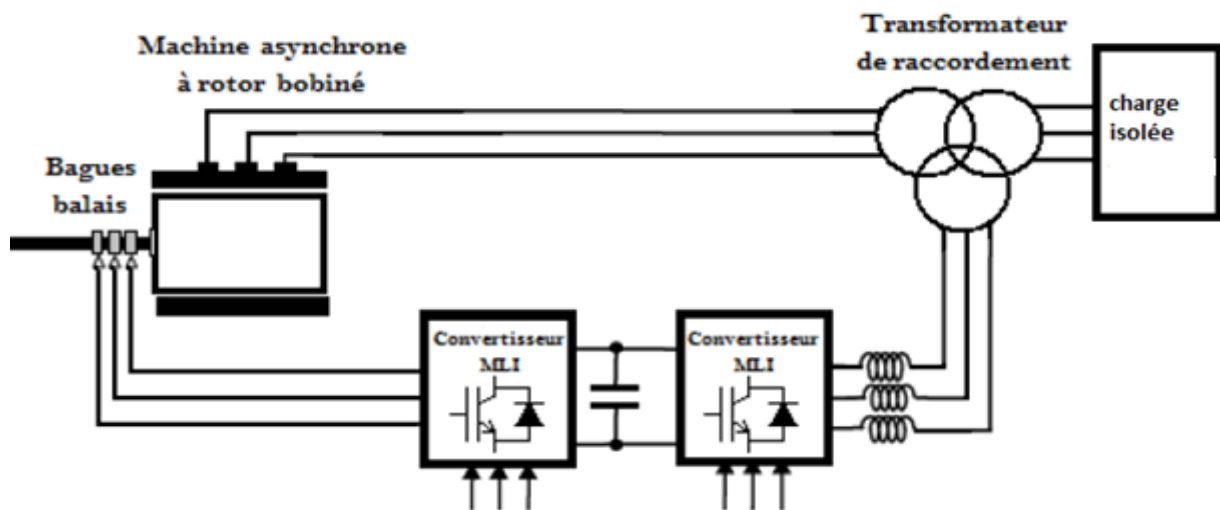 Machine asynchrone
à rotor bobiné
Transformateur
de raccordement
charge
isolée
Bagues
balais
Convertisseur
MLI
Convertisseur
MLI